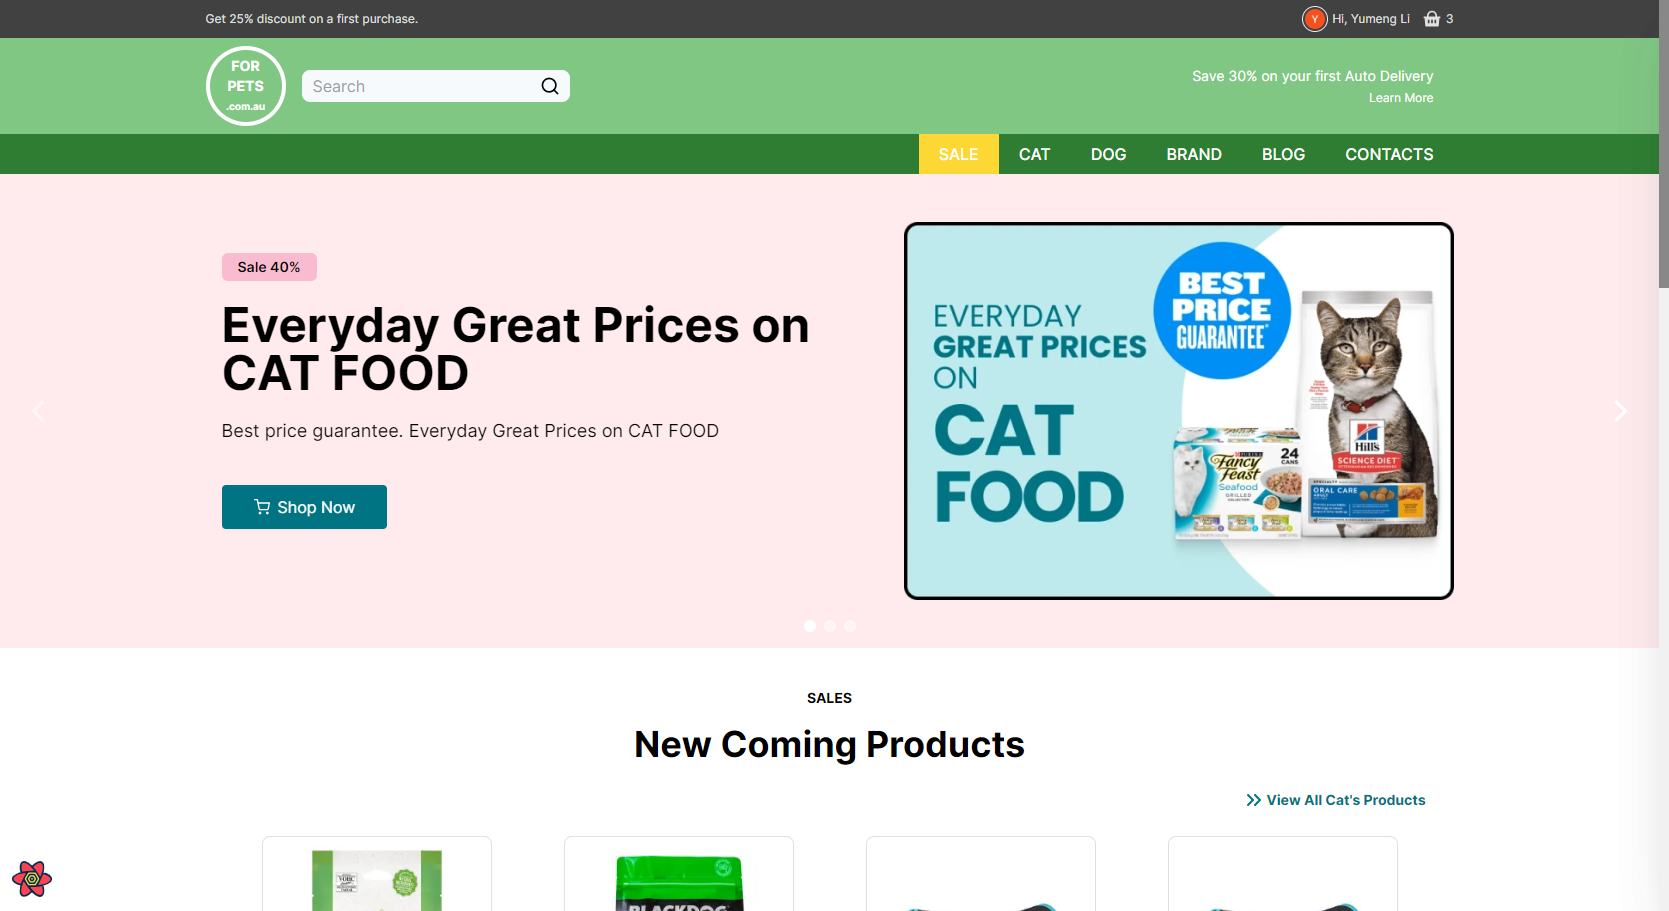 Get 25% discount on a first purchase.
Y
Hi, Yumeng Li
3
FOR
PETS
.com.au
Search
Save 30% on your first Auto Delivery
Learn More
SALE
CAT
DOG
BRAND
BLOG
CONTACTS
Sale 40%
Everyday Great Prices on
CAT FOOD
Best price guarantee. Everyday Great Prices on CAT FOOD
Shop Now
EVERYDAY
GREAT PRICES
ON
CAT
FOOD
BEST
PRICE
GUARANTEE
Hill's
SCIENCE DIET
PURINA
Fancy
Feast
Seafood
GRILLED
24
CANS
ORAL CARE
ADULT
SALES
New Coming Products
View All Cat's Products
BLACKDOG